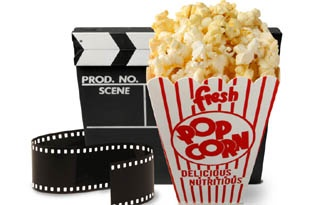 PROD. NO.
SCENE
fresh
POP
CORN
DELICIOUS
NUTRITIOUS